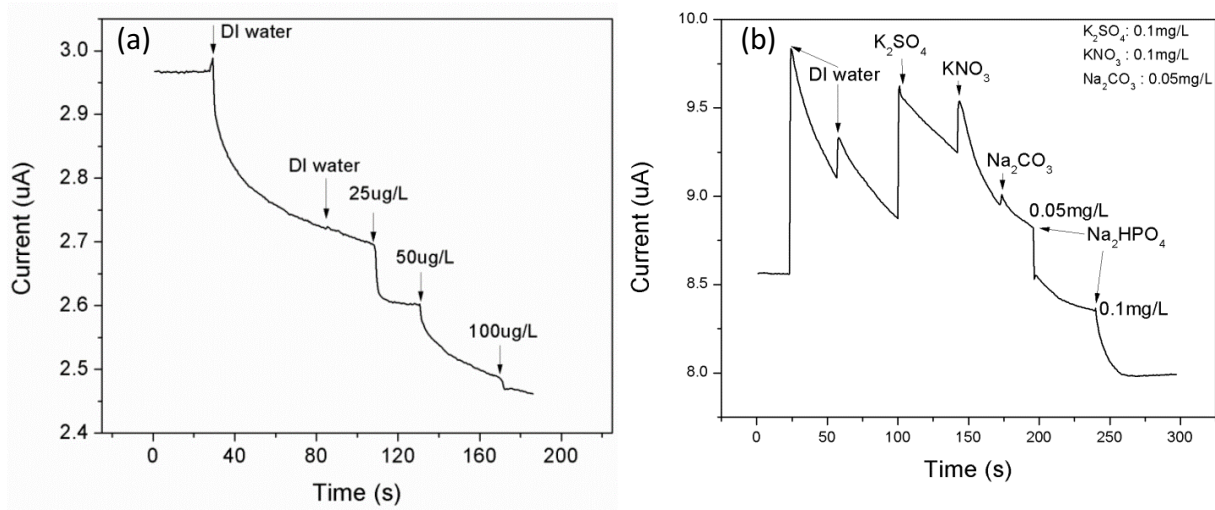 (a)
DI water
DI water
25ug/L
50ug/L
100ug/L
Current (uA)
3.0
2.9
2.8
2.7
2.6
2.5
2.4
0
40
80
120
160
200
Time (s)
(b)
K₂SO₄: 0.1mg/L
KNO₃: 0.1mg/L
Na₂CO₃ : 0.05mg/L
DI water
K₂SO₄
KNO₃
Na₂CO₃
0.05mg/L
Na₂HPO₄
0.1mg/L
Current (uA)
10.0
9.5
9.0
8.5
8.0
0
50
100
150
200
250
300
Time (s)